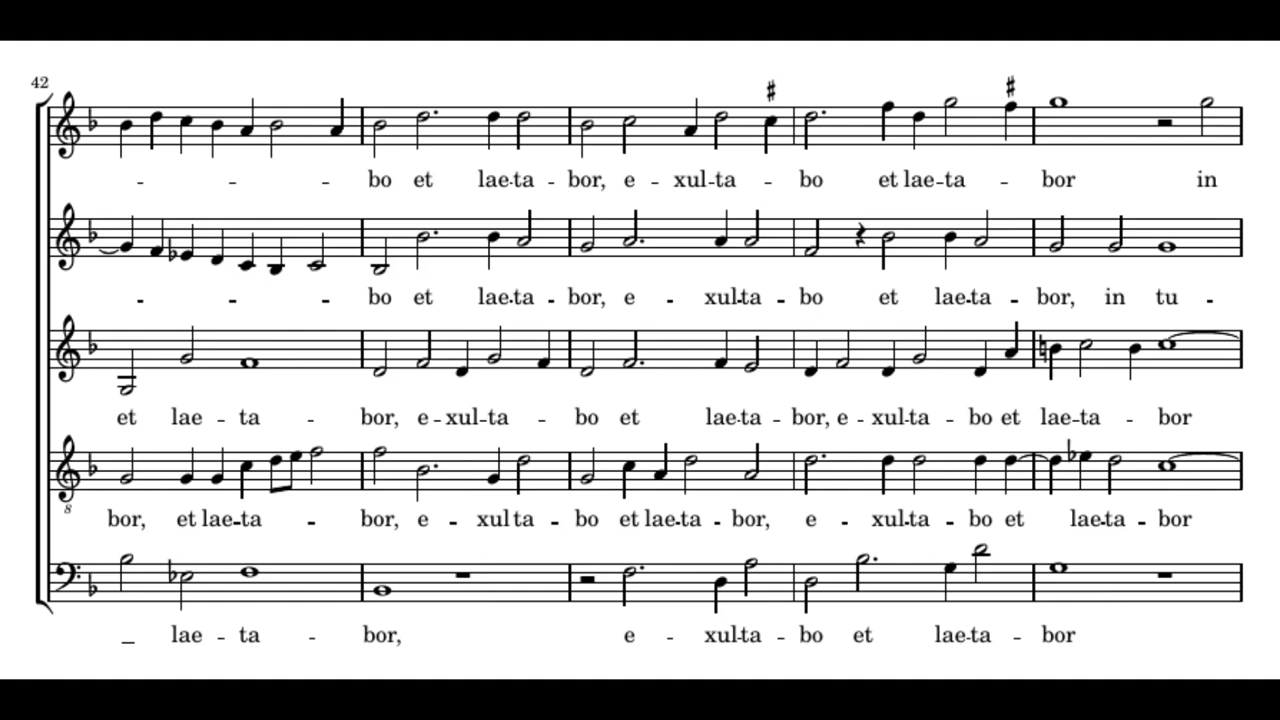 42
- - - bo et lae-ta - bor, e - xul-ta - bo et lae-ta - bor in
- - - bo et lae-ta - bor, e - xul-ta - bo et lae-ta - bor, in tu -
et lae - ta - bor, e-xul-ta - bo et lae-ta-bor, e-xul-ta - bo et lae-ta - bor
8
bor, et lae-ta - bor, e - xul ta - bo et lae-ta - bor, e - xul-ta - bo et lae-ta - bor
_ lae - ta - bor, e - xul-ta - bo et lae-ta - bor